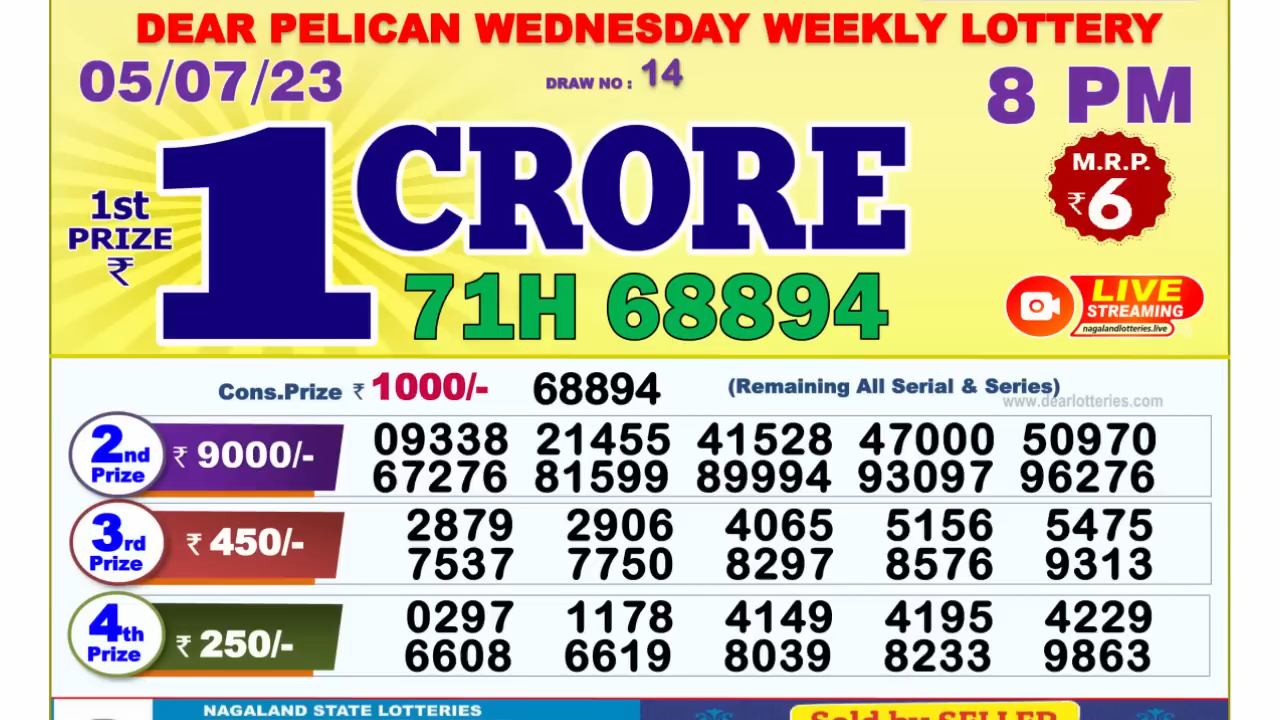 DEAR PELICAN WEDNESDAY WEEKLY LOTTERY
05/07/23
DRAW NO : 14
8 PM
1st
PRIZE
₹
1 CRORE
M.R.P.
₹ 6
71H 68894
LIVE
STREAMING
nagalandlotteries.live
Cons.Prize ₹ 1000/- 68894 (Remaining All Serial & Series)
www.dearlotteries.com
2nd
Prize
₹ 9000/-
09338 21455 41528 47000 50970
67276 81599 89994 93097 96276
3rd
Prize
₹ 450/-
2879 2906 4065 5156 5475
7537 7750 8297 8576 9313
4th
Prize
₹ 250/-
0297 1178 4149 4195 4229
6608 6619 8039 8233 9863
NAGALAND STATE LOTTERIES
Sold by SELLER